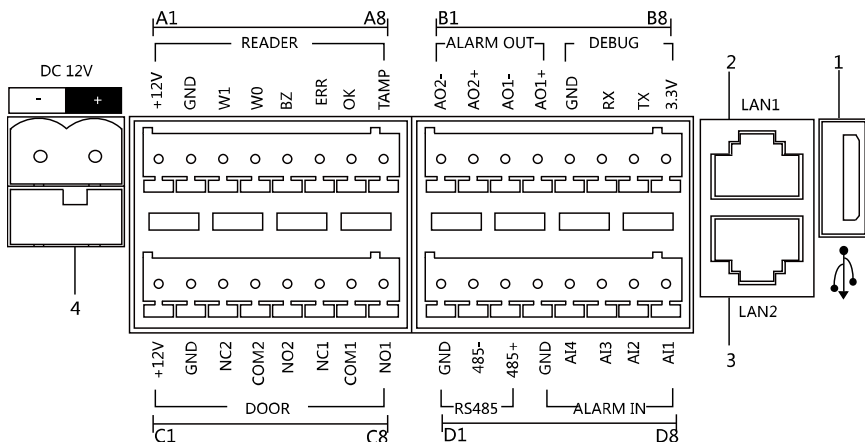 A1 A8 B1 B8
READER ALARM OUT DEBUG 2 1
DC 12V LAN1
- +
+12V GND W1 W0 BZ ERR OK TAMP AO2- AO2+ AO1- AO1+ GND RX TX 3.3V
4 LAN2
+12V GND NC2 COM2 NO2 NC1 COM1 NO1 GND 485- 485+ GND AI4 AI3 AI2 AI1
3
DOOR RS485 ALARM IN
C1 C8 D1 D8